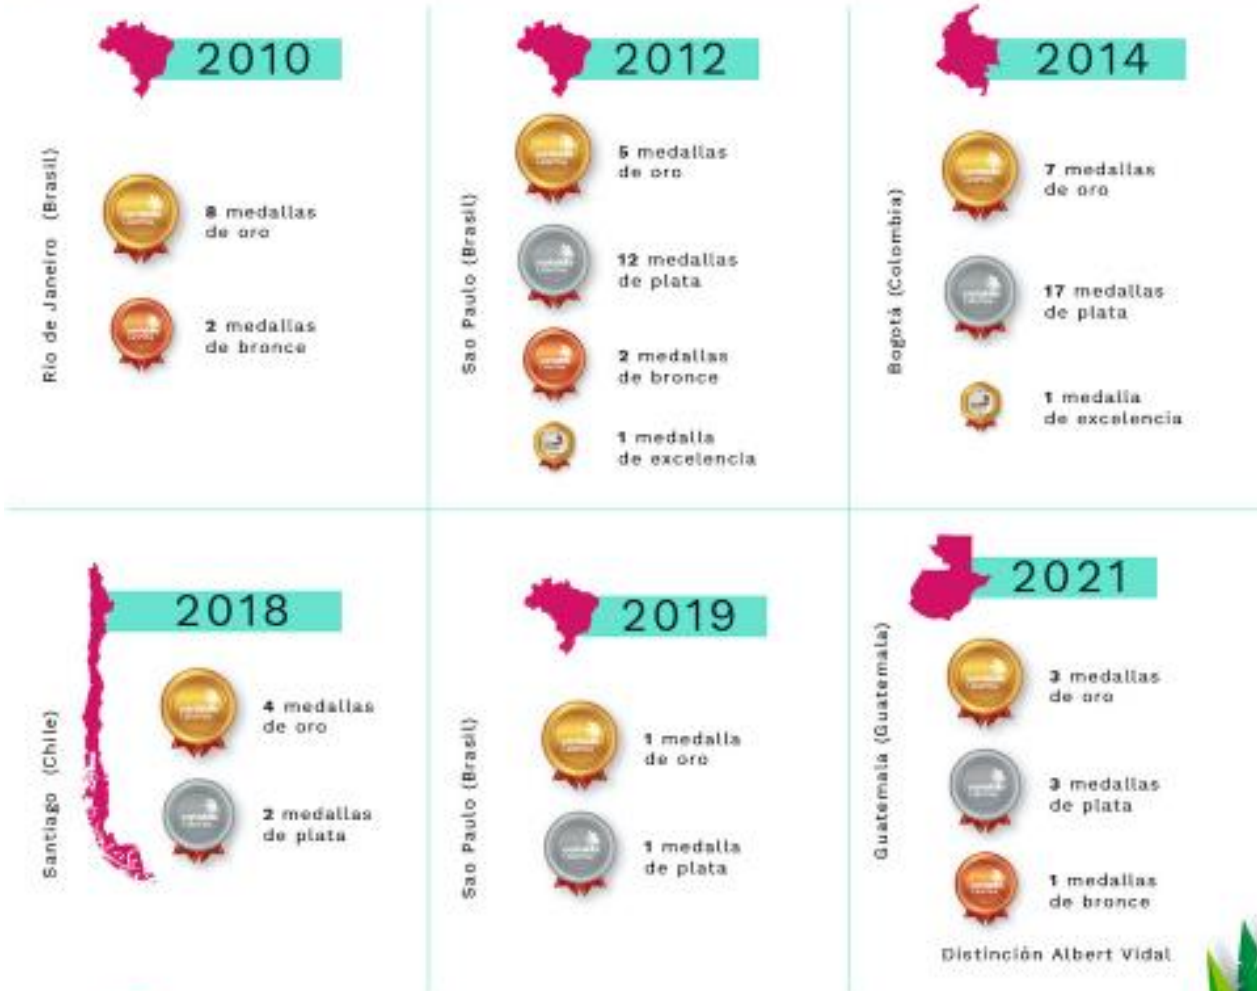 2010
Rio de Janeiro (Brasil)
8 medallas
de oro
2 medallas
de bronce
2012
Sao Paulo (Brasil)
5 medallas
de oro
12 medallas
de plata
2 medallas
de bronce
1 medalla
de excelencia
2014
Bogotá (Colombia)
7 medallas
de oro
17 medallas
de plata
1 medalla
de excelencia
2018
Santiago (Chile)
4 medallas
de oro
2 medallas
de plata
2019
Sao Paulo (Brasil)
1 medalla
de oro
1 medalla
de plata
2021
Guatemala (Guatemala)
3 medallas
de oro
3 medallas
de plata
1 medallas
de bronce
Distinción Albert Vidal